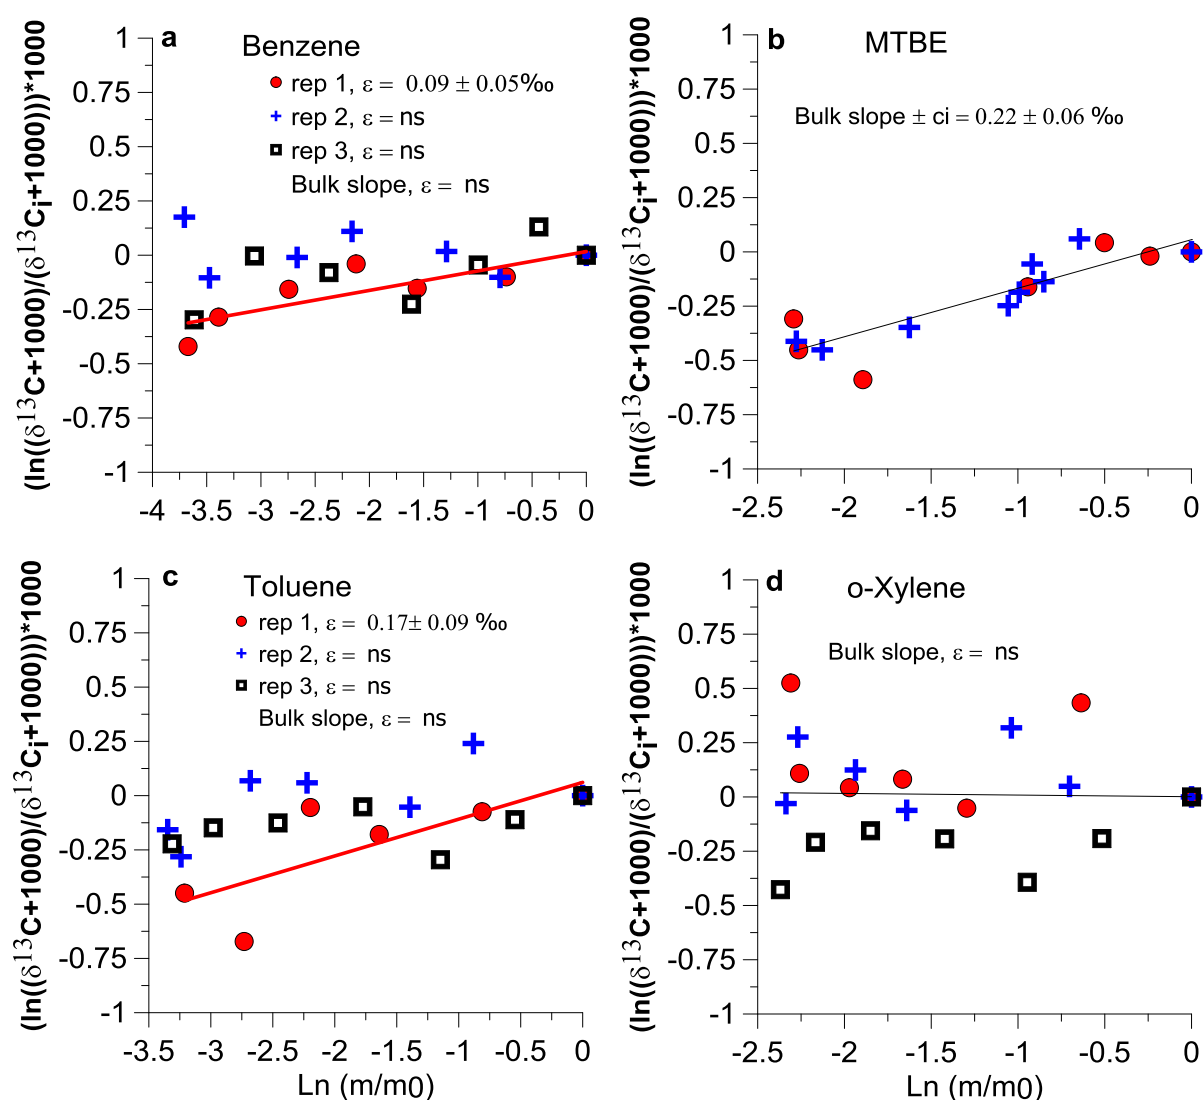 a
Benzene
rep 1, ε = 0.09 ± 0.05‰
rep 2, ε = ns
rep 3, ε = ns
Bulk slope, ε = ns
(ln((δ¹³C+1000)/(δ¹³Ci+1000)))*1000
1
0.75
0.5
0.25
0
-0.25
-0.5
-0.75
-1
-4 -3.5 -3 -2.5 -2 -1.5 -1 -0.5 0
b
MTBE
Bulk slope ± ci = 0.22 ± 0.06 ‰
(ln((δ¹³C+1000)/(δ¹³Ci+1000)))*1000
1
0.75
0.5
0.25
0
-0.25
-0.5
-0.75
-1
-2.5 -2 -1.5 -1 -0.5 0
c
Toluene
rep 1, ε = 0.17± 0.09 ‰
rep 2, ε = ns
rep 3, ε = ns
Bulk slope, ε = ns
(ln((δ¹³C+1000)/(δ¹³Ci+1000)))*1000
1
0.75
0.5
0.25
0
-0.25
-0.5
-0.75
-1
-3.5 -3 -2.5 -2 -1.5 -1 -0.5 0
Ln (m/m0)
d
o-Xylene
Bulk slope, ε = ns
(ln((δ¹³C+1000)/(δ¹³Ci+1000)))*1000
1
0.75
0.5
0.25
0
-0.25
-0.5
-0.75
-1
-2.5 -2 -1.5 -1 -0.5 0
Ln (m/m0)